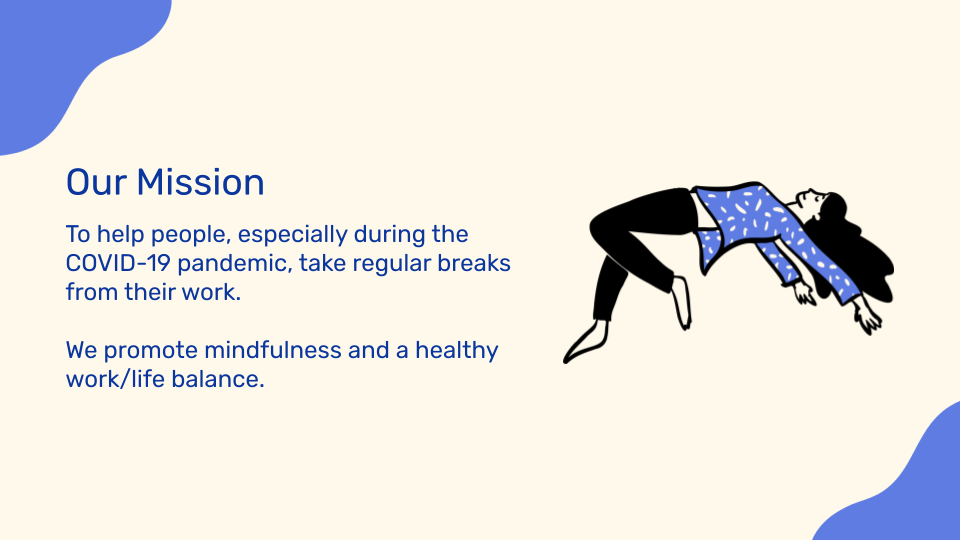 Our Mission
To help people, especially during the
COVID-19 pandemic, take regular breaks
from their work.
We promote mindfulness and a healthy
work/life balance.